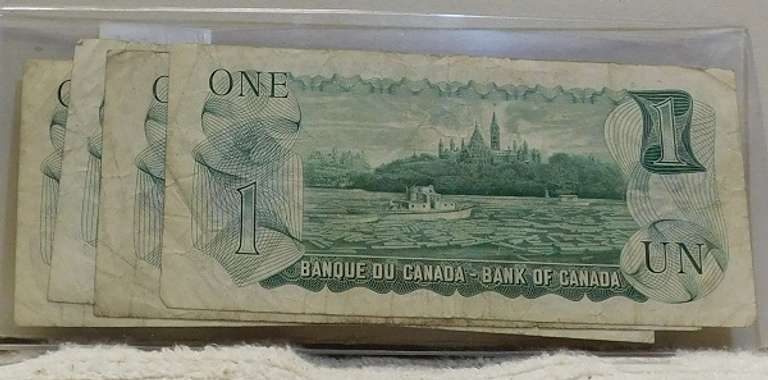 ONE
1
1
UN
BANQUE DU CANADA - BANK OF CANADA